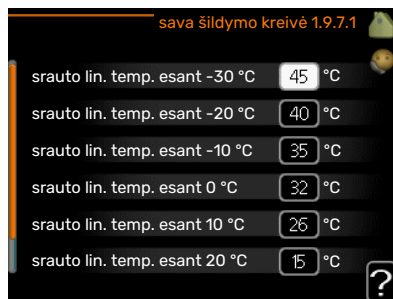 sava šildymo kreivė 1.9.7.1
srauto lin. temp. esant -30 °C 45 °C
srauto lin. temp. esant -20 °C 40 °C
srauto lin. temp. esant -10 °C 35 °C
srauto lin. temp. esant 0 °C 32 °C
srauto lin. temp. esant 10 °C 26 °C
srauto lin. temp. esant 20 °C 15 °C
?